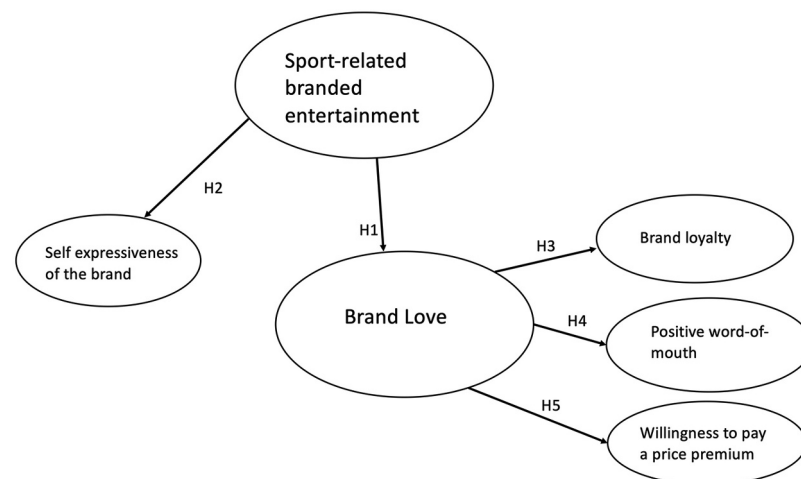 Sport-related
branded
entertainment
H2
H1
Self expressiveness
of the brand
H3
Brand loyalty
Brand Love
H4
Positive word-of-
mouth
H5
Willingness to pay
a price premium